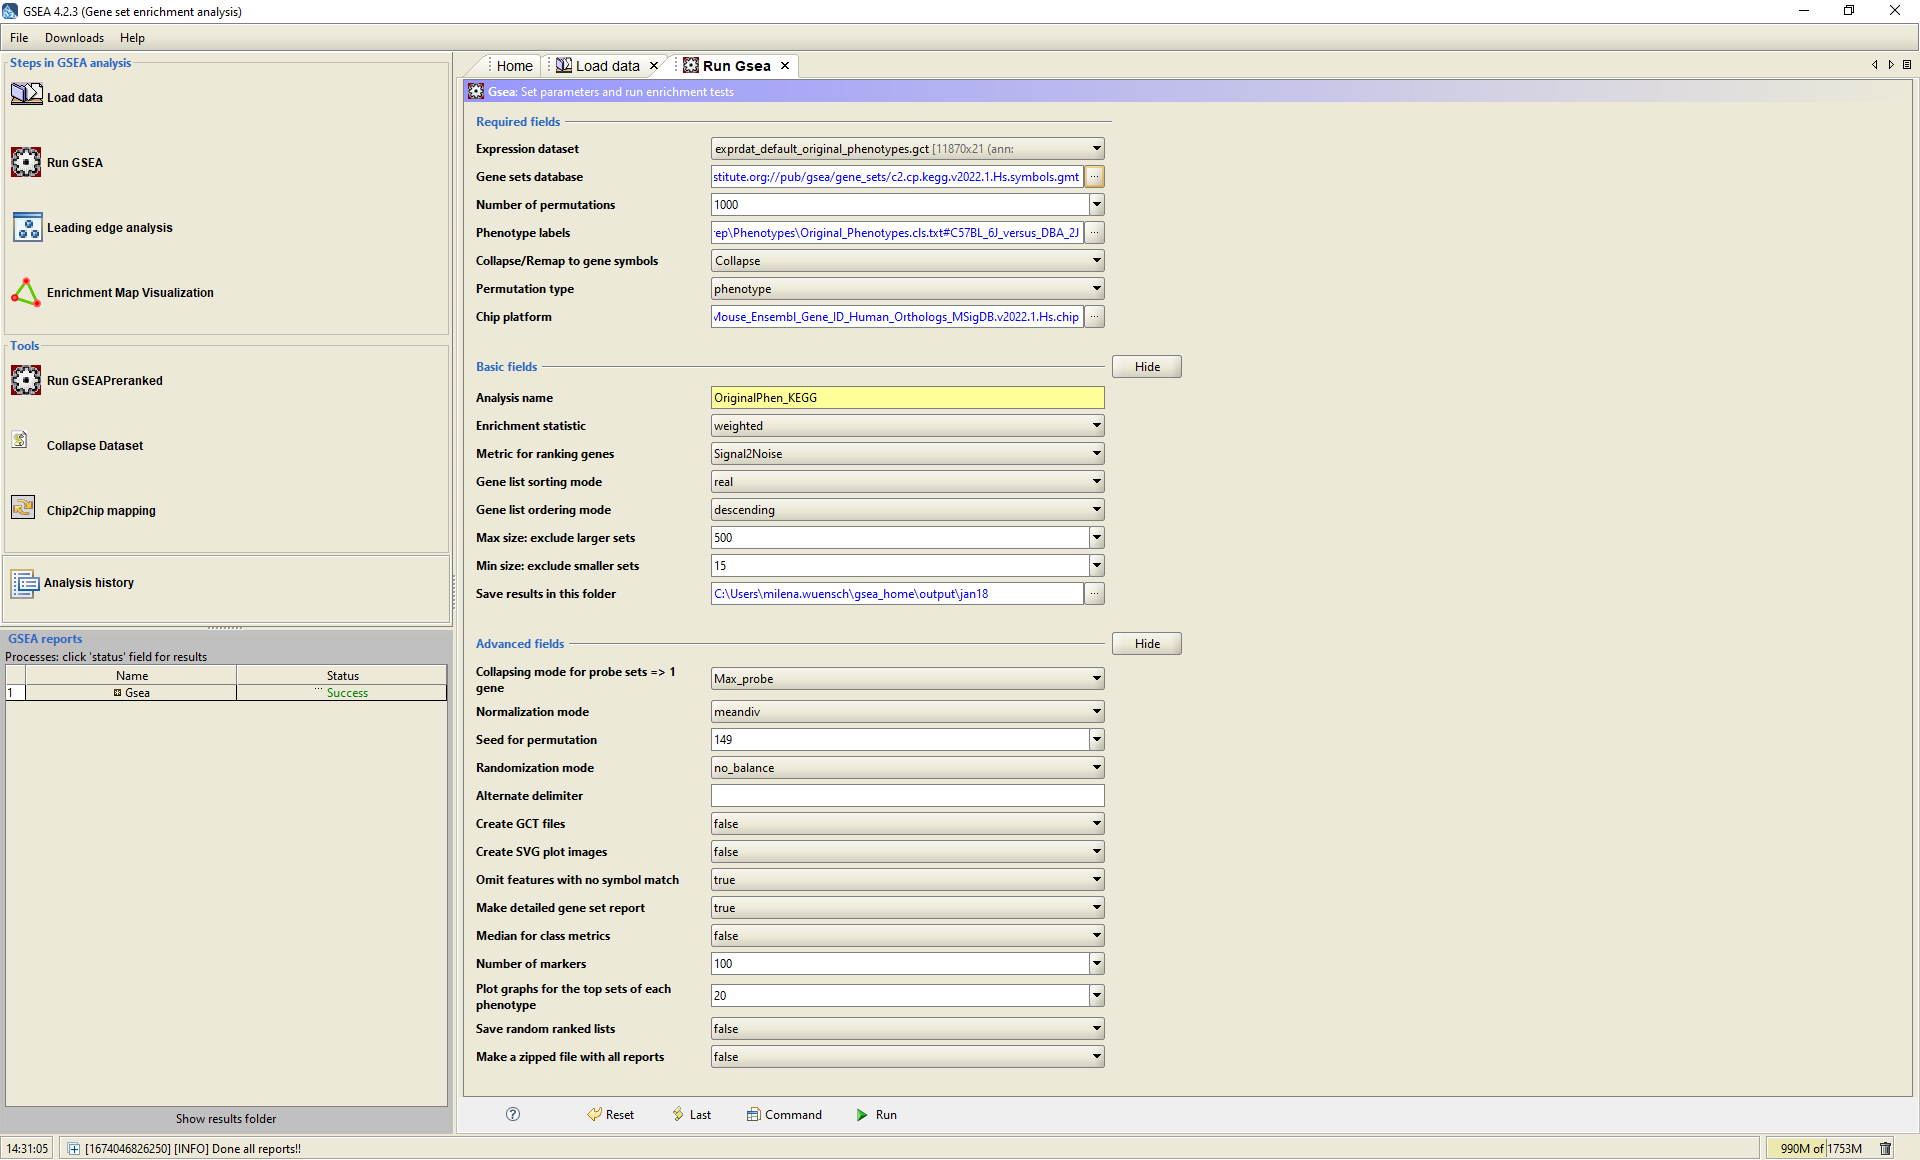 GSEA 4.2.3 (Gene set enrichment analysis)
File Downloads Help
Steps in GSEA analysis
Load data
Run GSEA
Leading edge analysis
Enrichment Map Visualization
Tools
Run GSEAPreranked
Collapse Dataset
Chip2Chip mapping
Analysis history
GSEA reports
Processes: click 'status' field for results
Name Status
1 Gsea ... Success
Show results folder
Home Load data Run Gsea
Gsea: Set parameters and run enrichment tests
Required fields
Expression dataset exprdat_default_original_phenotypes.gct [11870x21 (ann:
Gene sets database stitute.org://pub/gsea/gene_sets/c2.cp.kegg.v2022.1.Hs.symbols.gmt ...
Number of permutations 1000
Phenotype labels rep\Phenotypes\Original_Phenotypes.cls.txt#C57BL_6J_versus_DBA_2J ...
Collapse/Remap to gene symbols Collapse
Permutation type phenotype
Chip platform Mouse_Ensembl_Gene_ID_Human_Orthologs_MSigDB.v2022.1.Hs.chip ...
Basic fields Hide
Analysis name OriginalPhen_KEGG
Enrichment statistic weighted
Metric for ranking genes Signal2Noise
Gene list sorting mode real
Gene list ordering mode descending
Max size: exclude larger sets 500
Min size: exclude smaller sets 15
Save results in this folder C:\Users\milena.wuensch\gsea_home\output\jan18 ...
Advanced fields Hide
Collapsing mode for probe sets => 1
gene Max_probe
Normalization mode meandiv
Seed for permutation 149
Randomization mode no_balance
Alternate delimiter
Create GCT files false
Create SVG plot images false
Omit features with no symbol match true
Make detailed gene set report true
Median for class metrics false
Number of markers 100
Plot graphs for the top sets of each
phenotype 20
Save random ranked lists false
Make a zipped file with all reports false
? Reset Last Command Run
14:31:05 [1674046826250] [INFO] Done all reports!! 990M of 1753M